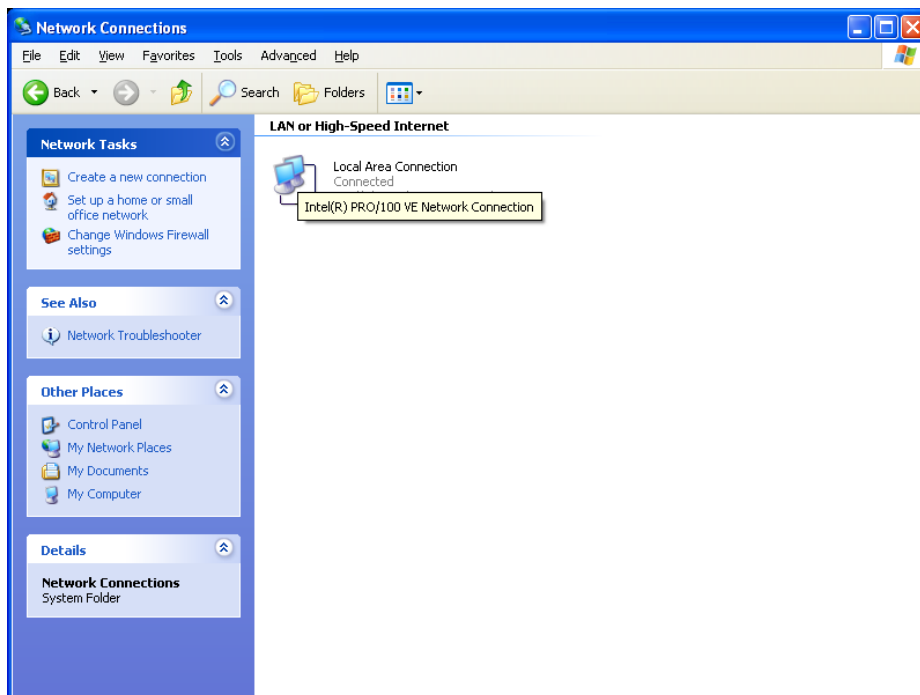 Network Connections
File Edit View Favorites Tools Advanced Help
Back Search Folders
Network Tasks
Create a new connection
Set up a home or small
office network
Change Windows Firewall
settings
See Also
Network Troubleshooter
Other Places
Control Panel
My Network Places
My Documents
My Computer
Details
Network Connections
System Folder
LAN or High-Speed Internet
Local Area Connection
Connected
Intel(R) PRO/100 VE Network Connection